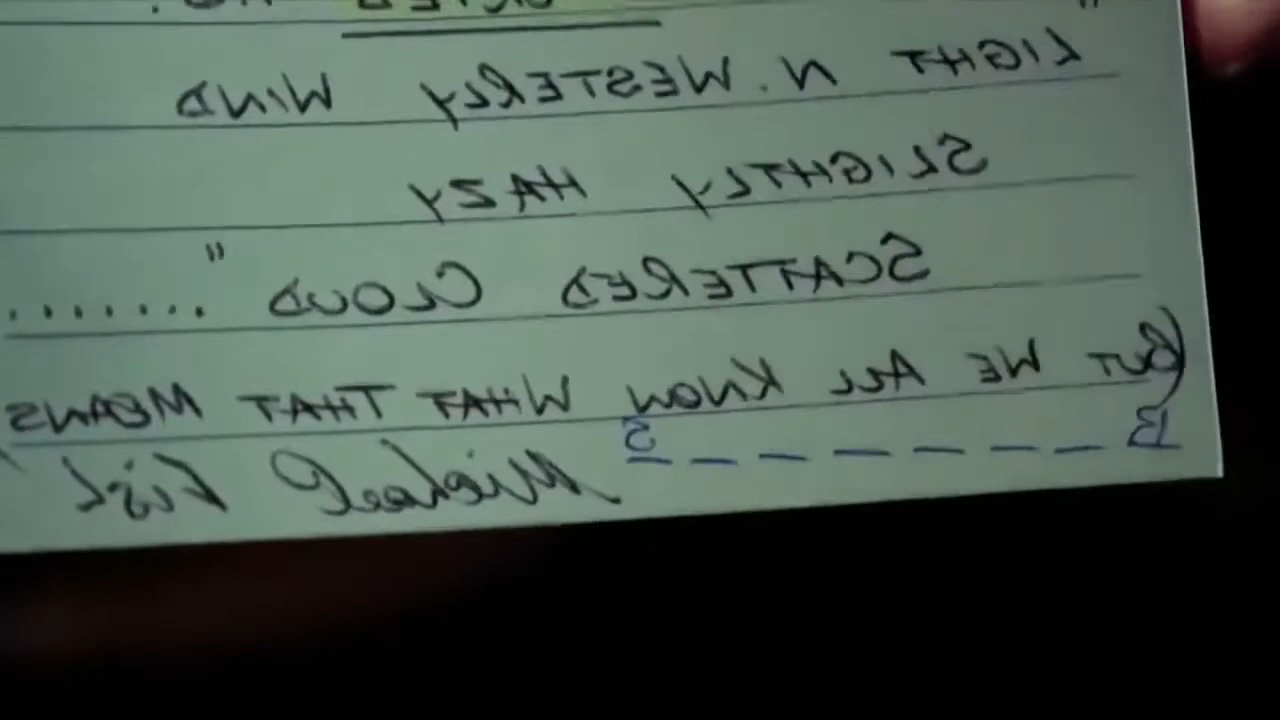 " LIGHT N. WESTERLY WIND
SLIGHTLY HAZY
SCATTERED CLOUD " .......
(BUT WE ALL KNOW WHAT THAT MEANS
B _ _ _ _ _ _ _ S
Michael Fish